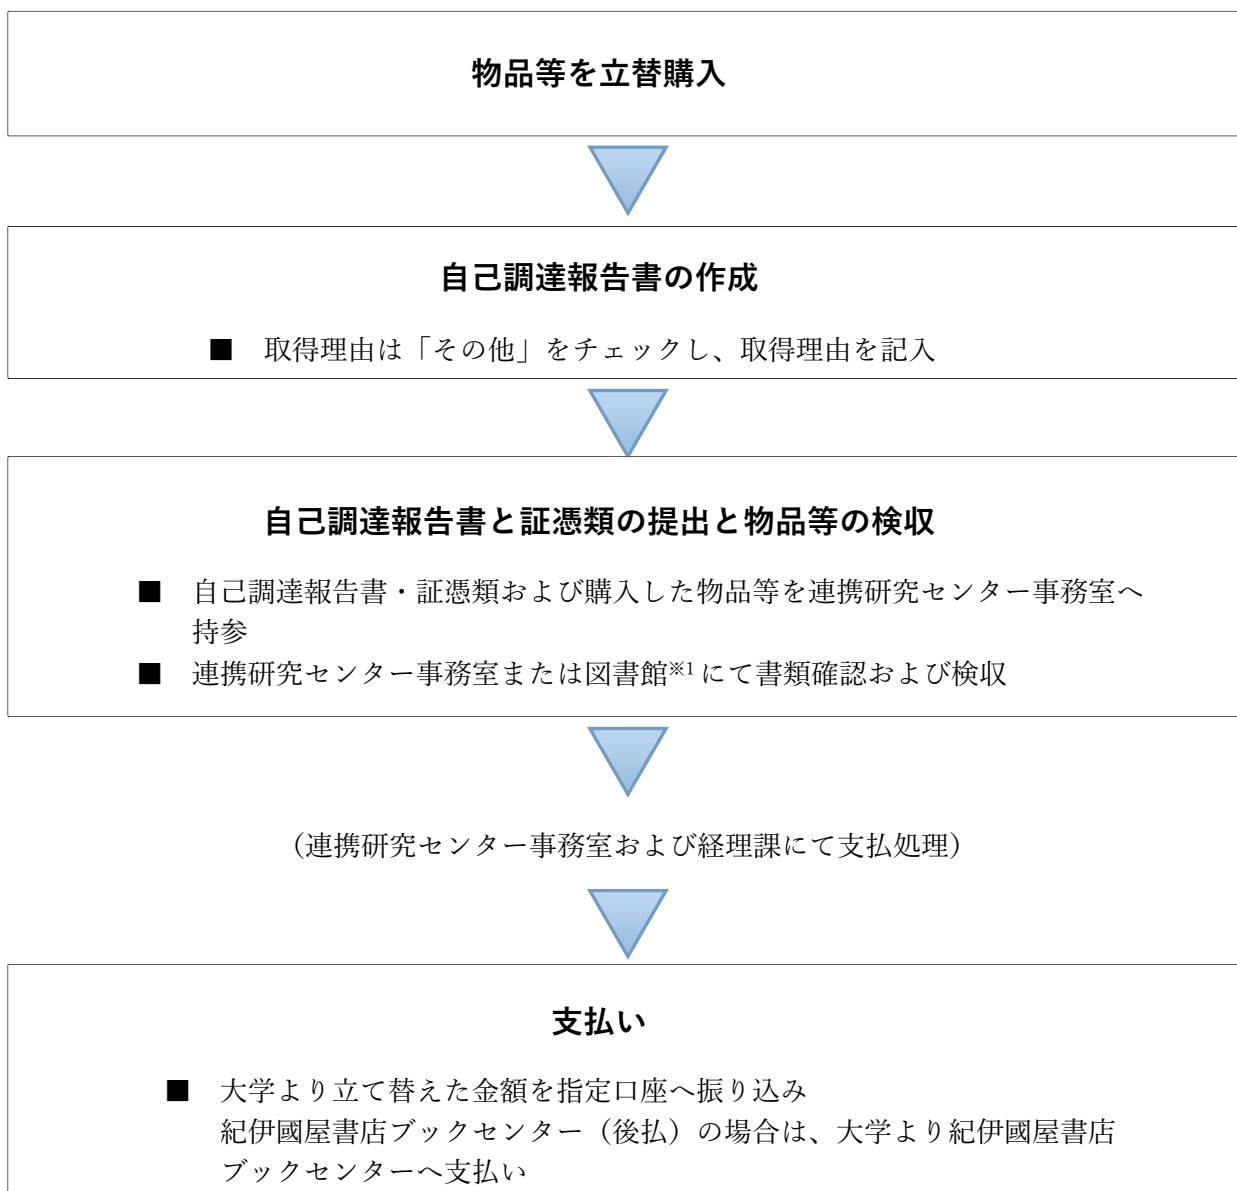 物品等を立替購入
自己調達報告書の作成
■ 取得理由は「その他」をチェックし、取得理由を記入
自己調達報告書と証憑類の提出と物品等の検収
■ 自己調達報告書・証憑類および購入した物品等を連携研究センター事務室へ
持参
■ 連携研究センター事務室または図書館※1にて書類確認および検収
（連携研究センター事務室および経理課にて支払処理）
支払い
■ 大学より立て替えた金額を指定口座へ振り込み
紀伊國屋書店ブックセンター（後払）の場合は、大学より紀伊國屋書店
ブックセンターへ支払い